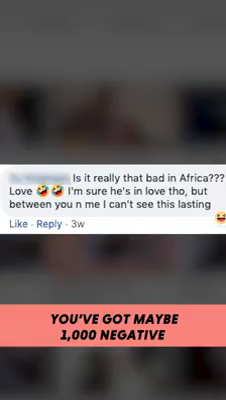 Is it really that bad in Africa???
Love 🤣🤣 I'm sure he's in love tho, but
between you n me I can't see this lasting
Like · Reply · 3w
YOU'VE GOT MAYBE
1,000 NEGATIVE